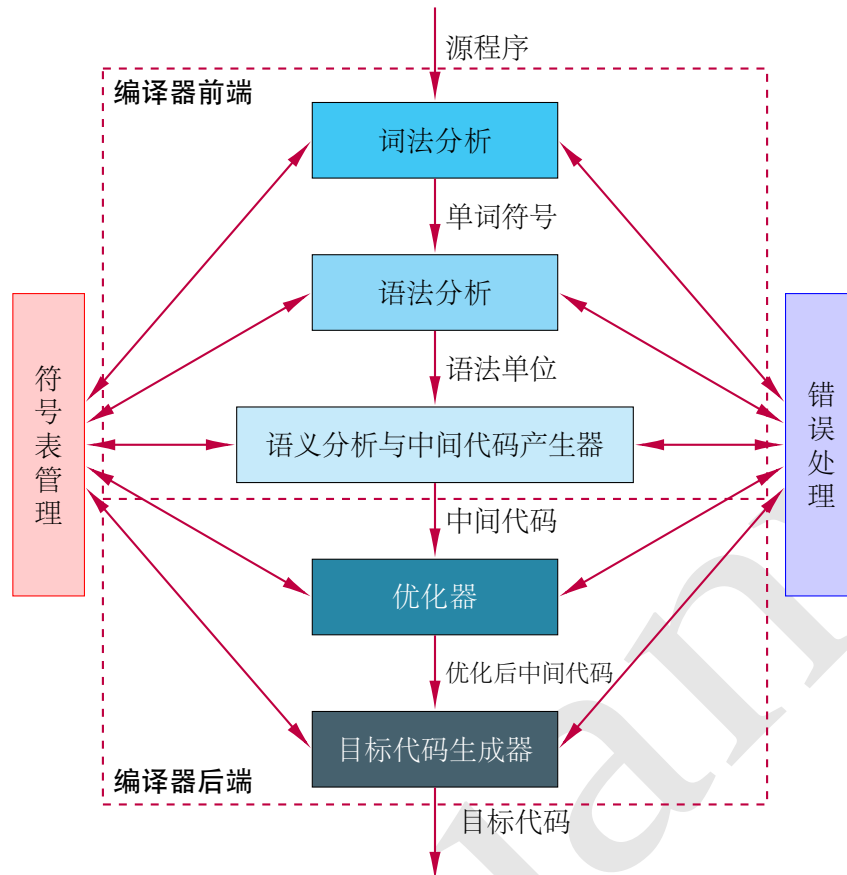 源程序
编译器前端
词法分析
单词符号
语法分析
语法单位
符号表管理
语义分析与中间代码产生器
错误处理
中间代码
优化器
优化后中间代码
目标代码生成器
编译器后端
目标代码